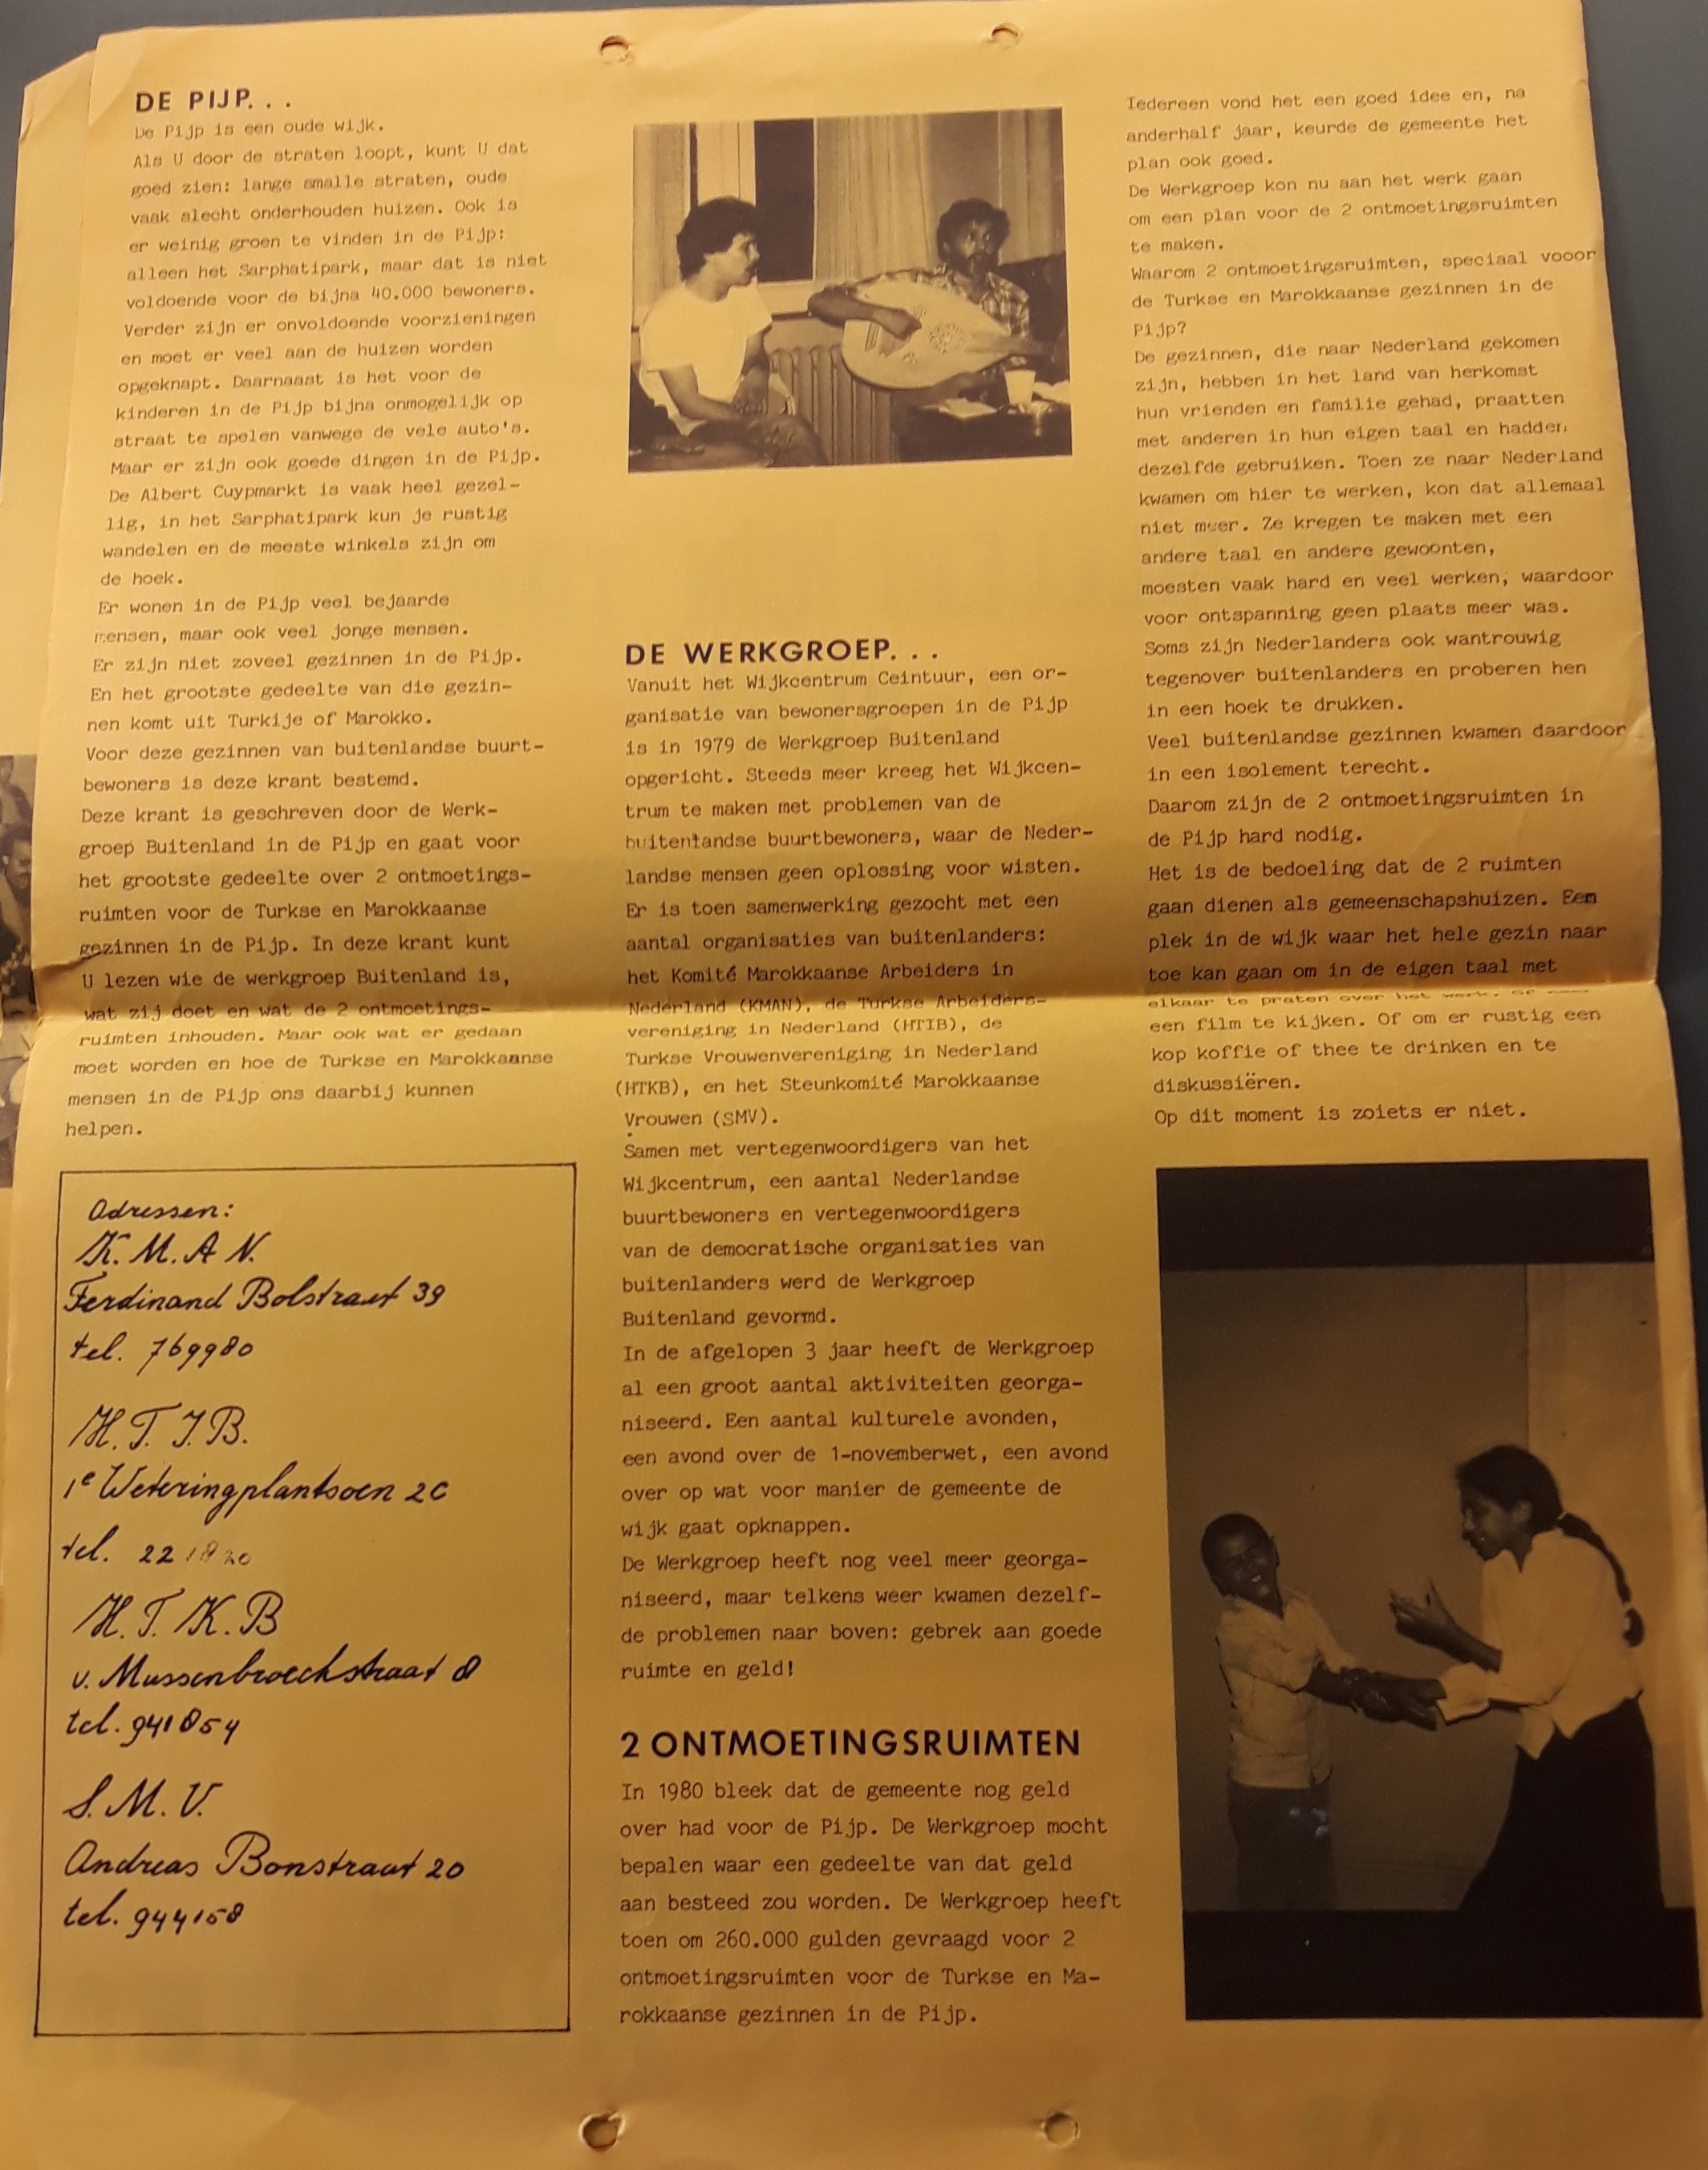 DE PIJP...
De Pijp is een oude wijk.
Als U door de straten loopt, kunt U dat
goed zien: lange smalle straten, oude
vaak slecht onderhouden huizen. Ook is
er weinig groen te vinden in de Pijp:
alleen het Sarphatipark, maar dat is niet
voldoende voor de bijna 40.000 bewoners.
Verder zijn er onvoldoende voorzieningen
en moet er veel aan de huizen worden
opgeknapt. Daarnaast is het voor de
kinderen in de Pijp bijna onmogelijk op
straat te spelen vanwege de vele auto's.
Maar er zijn ook goede dingen in de Pijp.
De Albert Cuypmarkt is vaak heel gezel-
lig, in het Sarphatipark kun je rustig
wandelen en de meeste winkels zijn om
de hoek.
Er wonen in de Pijp veel bejaarde
mensen, maar ook veel jonge mensen.
Er zijn niet zoveel gezinnen in de Pijp.
En het grootste gedeelte van die gezin-
nen komt uit Turkije of Marokko.
Voor deze gezinnen van buitenlandse buurt-
bewoners is deze krant bestemd.
Deze krant is geschreven door de Werk-
groep Buitenland in de Pijp en gaat voor
het grootste gedeelte over 2 ontmoetings-
ruimten voor de Turkse en Marokkaanse
gezinnen in de Pijp. In deze krant kunt
U lezen wie de werkgroep Buitenland is,
wat zij doet en wat de 2 ontmoetings-
ruimten inhouden. Maar ook wat er gedaan
moet worden en hoe de Turkse en Marokkaanse
mensen in de Pijp ons daarbij kunnen
helpen.
Adressen:
K.M.A.N.
Ferdinand Bolstraat 39
tel. 769980
H.T.I.B.
1e Weteringplantsoen 2C
tel. 221820
H.T.K.B
v. Mussenbroeckstraat 8
tel. 941854
S.M.V.
Andreas Bonstraat 20
tel. 944158
DE WERKGROEP...
Vanuit het Wijkcentrum Ceintuur, een or-
ganisatie van bewonersgroepen in de Pijp
is in 1979 de Werkgroep Buitenland
opgericht. Steeds meer kreeg het Wijkcen-
trum te maken met problemen van de
buitenlandse buurtbewoners, waar de Neder-
landse mensen geen oplossing voor wisten.
Er is toen samenwerking gezocht met een
aantal organisaties van buitenlanders:
het Komité Marokkaanse Arbeiders in
Nederland (KMAN), de Turkse Arbeiders-
vereniging in Nederland (HTIB), de
Turkse Vrouwenvereniging in Nederland
(HTKB), en het Steunkomité Marokkaanse
Vrouwen (SMV).
Samen met vertegenwoordigers van het
Wijkcentrum, een aantal Nederlandse
buurtbewoners en vertegenwoordigers
van de democratische organisaties van
buitenlanders werd de Werkgroep
Buitenland gevormd.
In de afgelopen 3 jaar heeft de Werkgroep
al een groot aantal aktiviteiten georga-
niseerd. Een aantal kulturele avonden,
een avond over de 1-novemberwet, een avond
over op wat voor manier de gemeente de
wijk gaat opknappen.
De Werkgroep heeft nog veel meer georga-
niseerd, maar telkens weer kwamen dezelf-
de problemen naar boven: gebrek aan goede
ruimte en geld!
2 ONTMOETINGSRUIMTEN
In 1980 bleek dat de gemeente nog geld
over had voor de Pijp. De Werkgroep mocht
bepalen waar een gedeelte van dat geld
aan besteed zou worden. De Werkgroep heeft
toen om 260.000 gulden gevraagd voor 2
ontmoetingsruimten voor de Turkse en Ma-
rokkaanse gezinnen in de Pijp.
Iedereen vond het een goed idee en, na
anderhalf jaar, keurde de gemeente het
plan ook goed.
De Werkgroep kon nu aan het werk gaan
om een plan voor de 2 ontmoetingsruimten
te maken.
Waarom 2 ontmoetingsruimten, speciaal vooor
de Turkse en Marokkaanse gezinnen in de
Pijp?
De gezinnen, die naar Nederland gekomen
zijn, hebben in het land van herkomst
hun vrienden en familie gehad, praatten
met anderen in hun eigen taal en hadden
dezelfde gebruiken. Toen ze naar Nederland
kwamen om hier te werken, kon dat allemaal
niet meer. Ze kregen te maken met een
andere taal en andere gewoonten,
moesten vaak hard en veel werken, waardoor
voor ontspanning geen plaats meer was.
Soms zijn Nederlanders ook wantrouwig
tegenover buitenlanders en proberen hen
in een hoek te drukken.
Veel buitenlandse gezinnen kwamen daardoor
in een isolement terecht.
Daarom zijn de 2 ontmoetingsruimten in
de Pijp hard nodig.
Het is de bedoeling dat de 2 ruimten
gaan dienen als gemeenschapshuizen. Een
plek in de wijk waar het hele gezin naar
toe kan gaan om in de eigen taal met
elkaar te praten over het werk. Of
een film te kijken. Of om er rustig een
kop koffie of thee te drinken en te
diskussiëren.
Op dit moment is zoiets er niet.